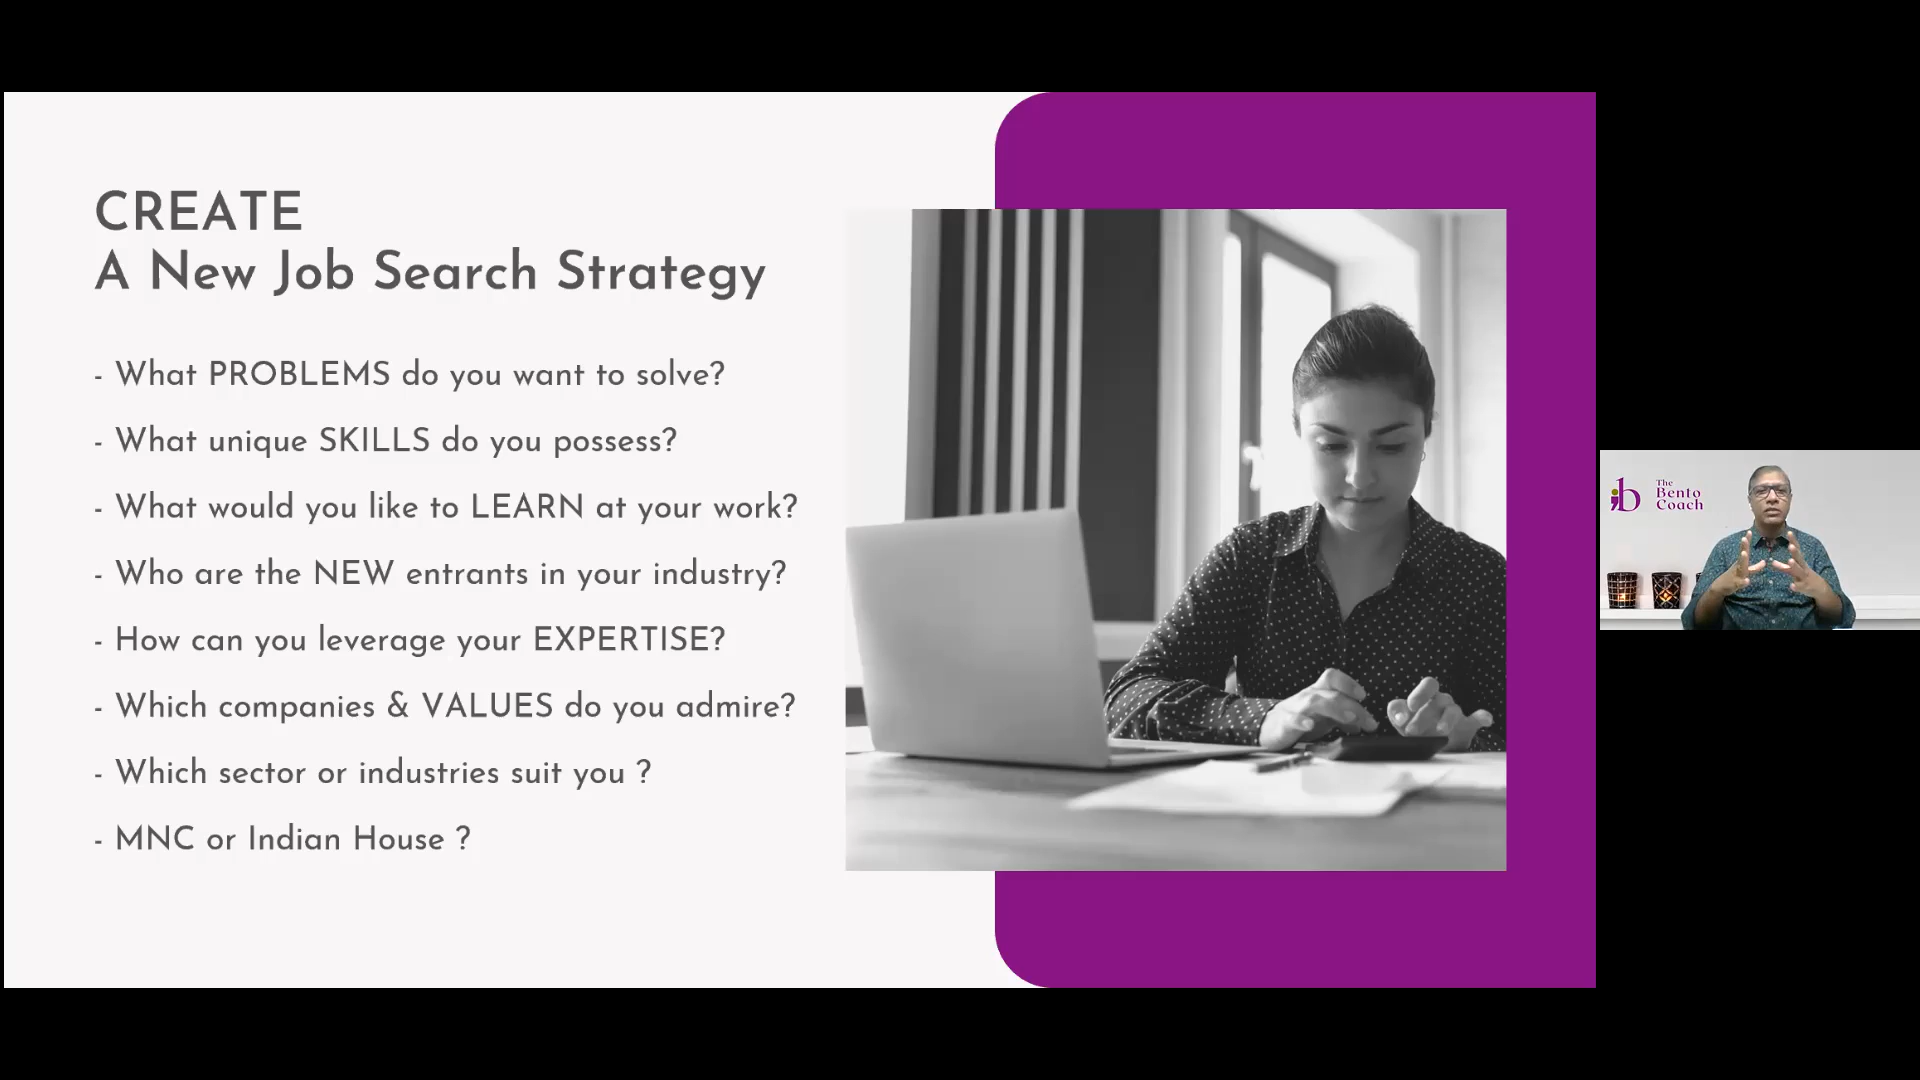 CREATE
A New Job Search Strategy
- What PROBLEMS do you want to solve?
- What unique SKILLS do you possess?
- What would you like to LEARN at your work?
- Who are the NEW entrants in your industry?
- How can you leverage your EXPERTISE?
- Which companies & VALUES do you admire?
- Which sector or industries suit you ?
- MNC or Indian House ?
b
The
Bento
Coach